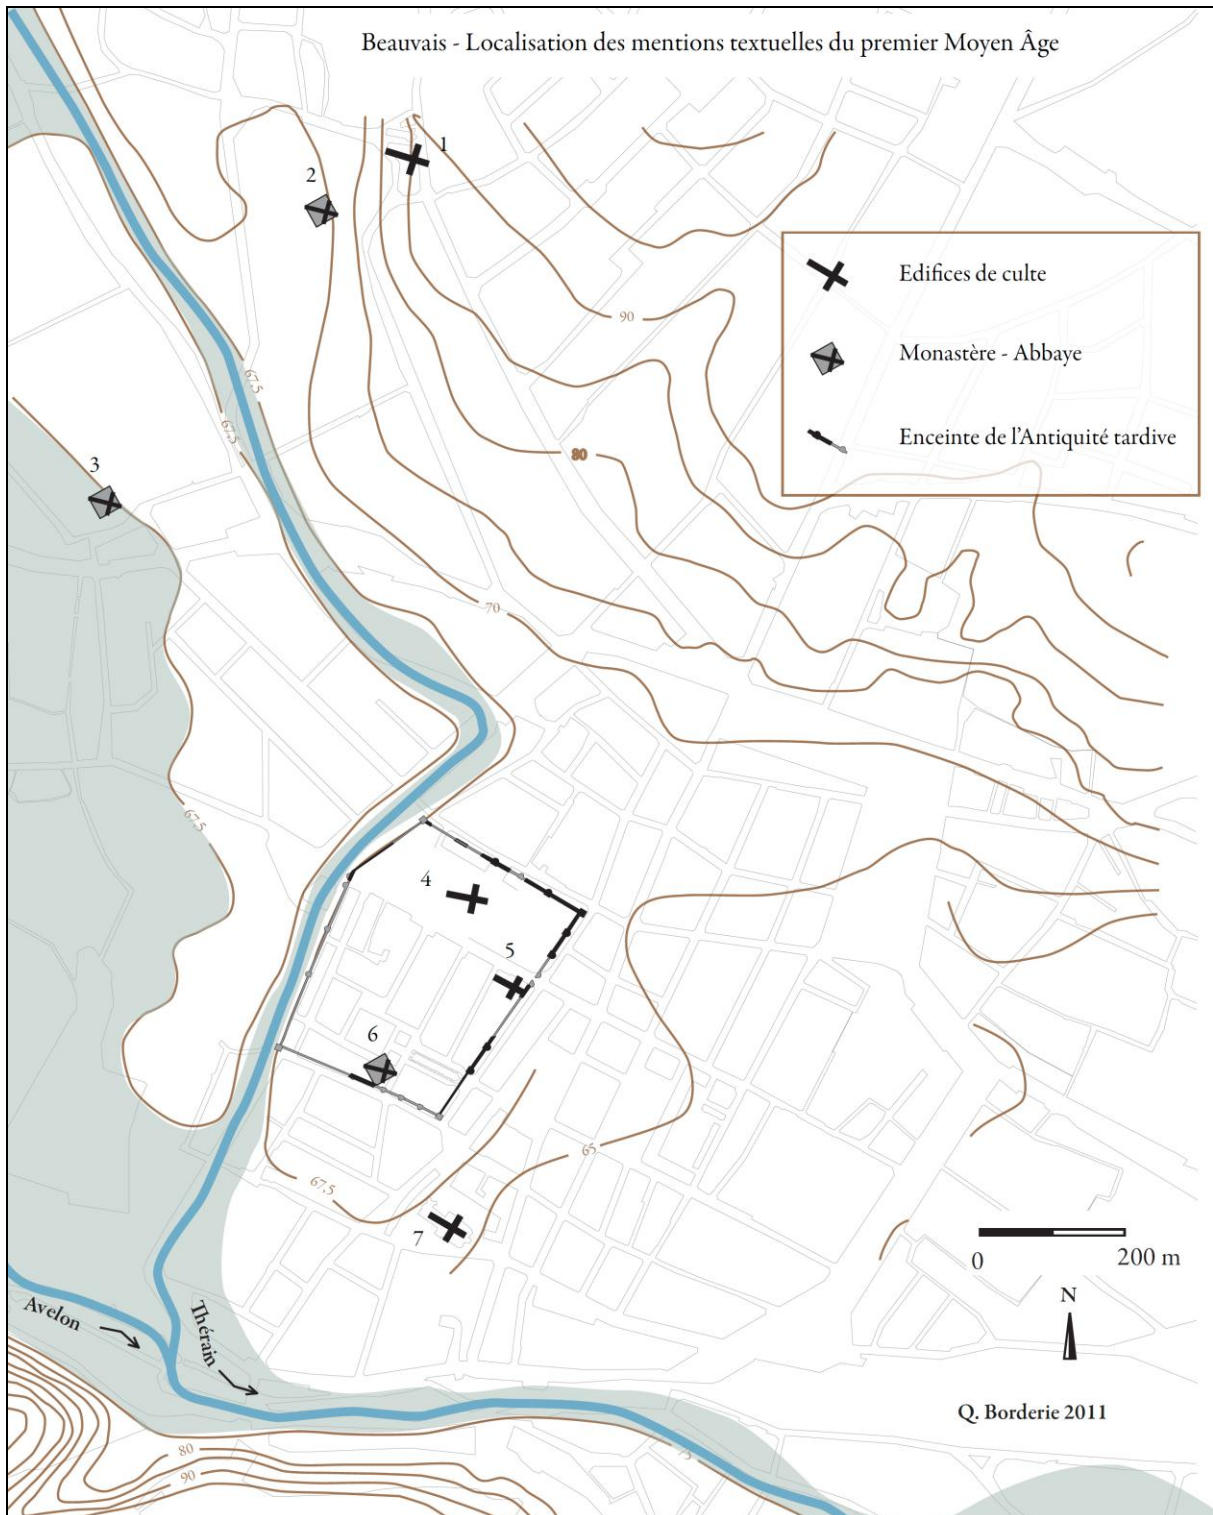 Beauvais - Localisation des mentions textuelles du premier Moyen Âge
1
2
Edifices de culte
90
Monastère - Abbaye
67,5
67,5
Enceinte de l'Antiquité tardive
80
3
70
67,5
4
5
6
65
67,5
7
0
200 m
Avelon
Thérain
N
Q. Borderie 2011
80
90